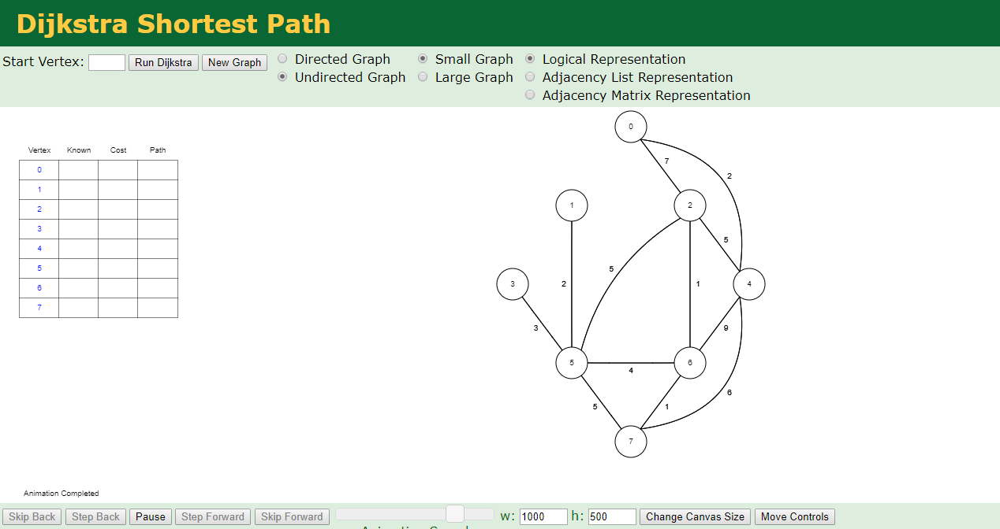 Dijkstra Shortest Path
Start Vertex: Run Dijkstra New Graph
Directed Graph
Undirected Graph
Small Graph
Large Graph
Logical Representation
Adjacency List Representation
Adjacency Matrix Representation
Vertex Known Cost Path
0
1
2
3
4
5
6
7
0
7
2
1
2
5
5
3
2
1
4
3
9
5
6
4
6
5
1
7
Animation Completed
Skip Back Step Back Pause Step Forward Skip Forward w: 1000 h: 500 Change Canvas Size Move Controls